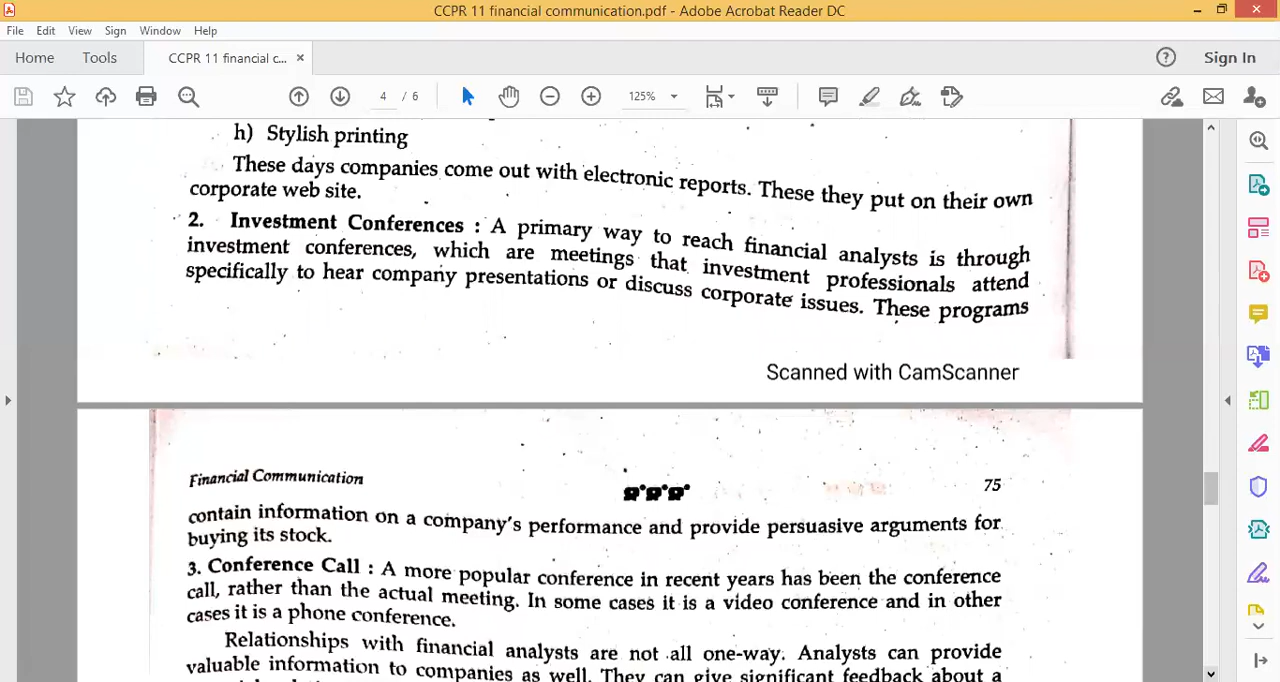 CCPR 11 financial communication.pdf - Adobe Acrobat Reader DC
File Edit View Sign Window Help
Home Tools CCPR 11 financial c... × Sign In
4 / 6 125%
h) Stylish printing
These days companies come out with electronic reports. These they put on their own
corporate web site.
2. Investment Conferences : A primary way to reach financial analysts is through
investment conferences, which are meetings that investment professionals attend
specifically to hear company presentations or discuss corporate issues. These programs
Scanned with CamScanner
Financial Communication 75
contain information on a company's performance and provide persuasive arguments for
buying its stock.
3. Conference Call : A more popular conference in recent years has been the conference
call, rather than the actual meeting. In some cases it is a video conference and in other
cases it is a phone conference.
Relationships with financial analysts are not all one-way. Analysts can provide
valuable information to companies as well. They can give significant feedback about a